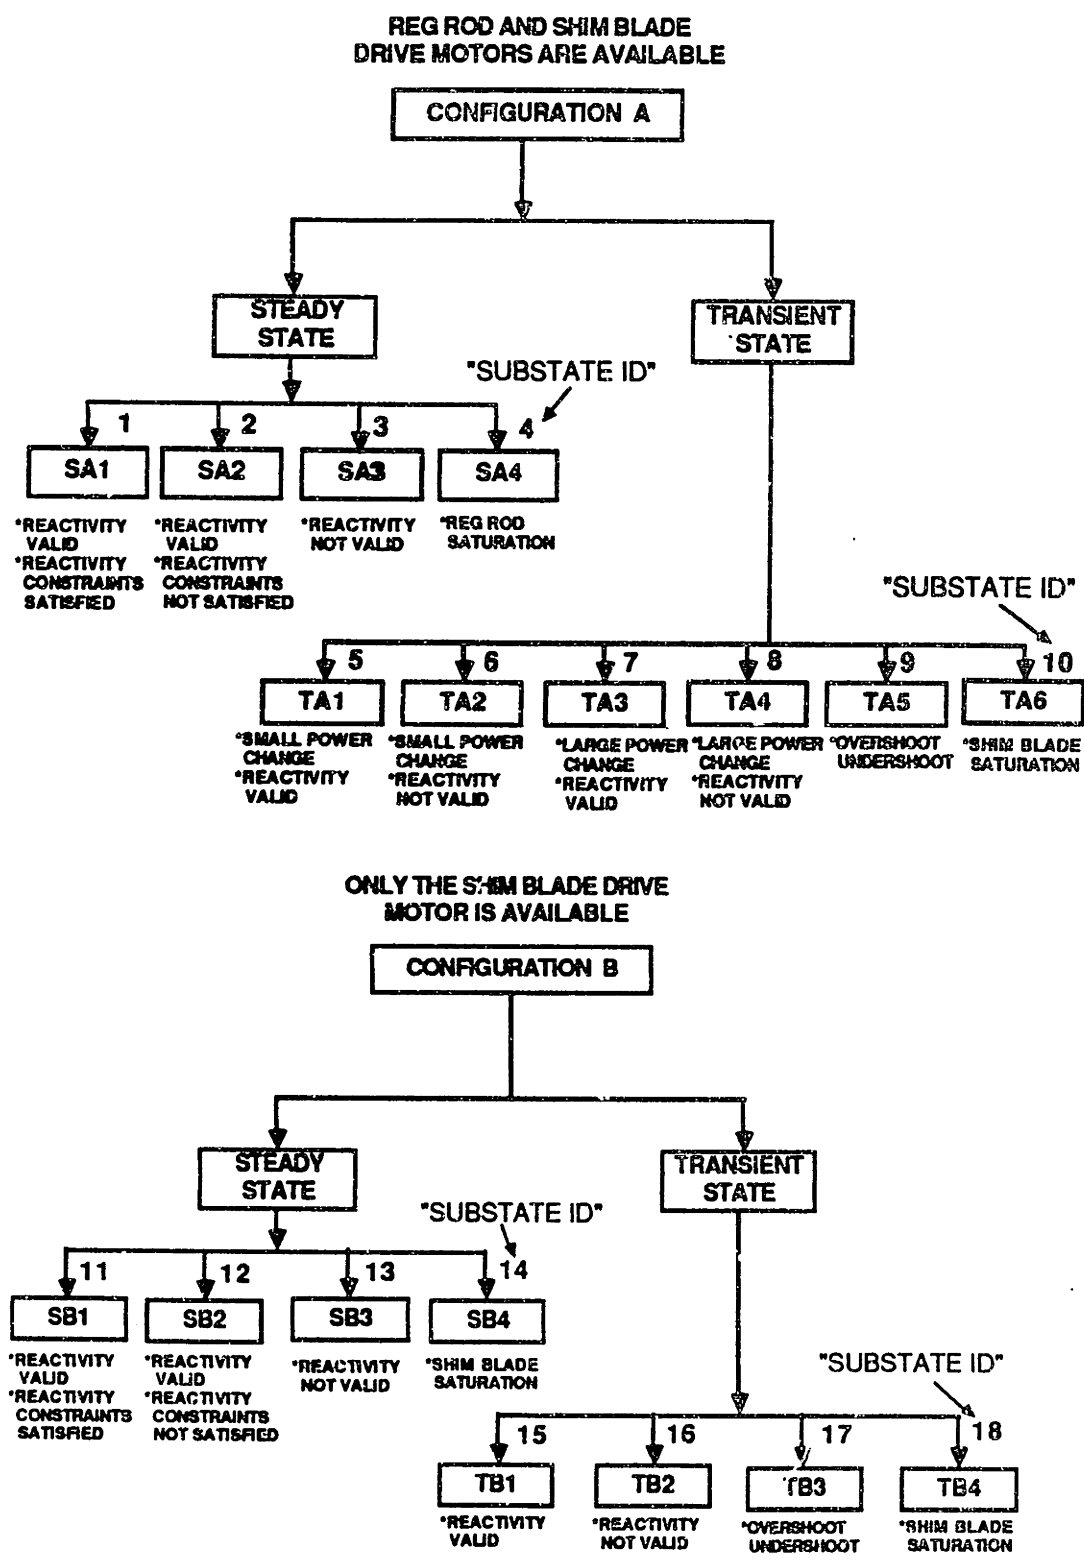 REG ROD AND SHIM BLADE
DRIVE MOTORS ARE AVAILABLE
CONFIGURATION A
STEADY
STATE
TRANSIENT
STATE
"SUBSTATE ID"
1
2
3
4
SA1
SA2
SA3
SA4
*REACTIVITY
VALID
*REACTIVITY
CONSTRAINTS
SATISFIED
*REACTIVITY
VALID
*REACTIVITY
CONSTRAINTS
NOT SATISFIED
*REACTIVITY
NOT VALID
*REG ROD
SATURATION
"SUBSTATE ID"
5
6
7
8
9
10
TA1
TA2
TA3
TA4
TA5
TA6
*SMALL POWER
CHANGE
*REACTIVITY
VALID
*SMALL POWER
CHANGE
*REACTIVITY
NOT VALID
*LARGE POWER
CHANGE
*REACTIVITY
VALID
*LARGE POWER
CHANGE
*REACTIVITY
NOT VALID
*OVERSHOOT
UNDERSHOOT
*SHIM BLADE
SATURATION
ONLY THE SHIM BLADE DRIVE
MOTOR IS AVAILABLE
CONFIGURATION B
STEADY
STATE
TRANSIENT
STATE
"SUBSTATE ID"
11
12
13
14
SB1
SB2
SB3
SB4
*REACTIVITY
VALID
*REACTIVITY
CONSTRAINTS
SATISFIED
*REACTIVITY
VALID
*REACTIVITY
CONSTRAINTS
NOT SATISFIED
*REACTIVITY
NOT VALID
*SHIM BLADE
SATURATION
"SUBSTATE ID"
15
16
17
18
TB1
TB2
TB3
TB4
*REACTIVITY
VALID
*REACTIVITY
NOT VALID
*OVERSHOOT
UNDERSHOOT
*SHIM BLADE
SATURATION